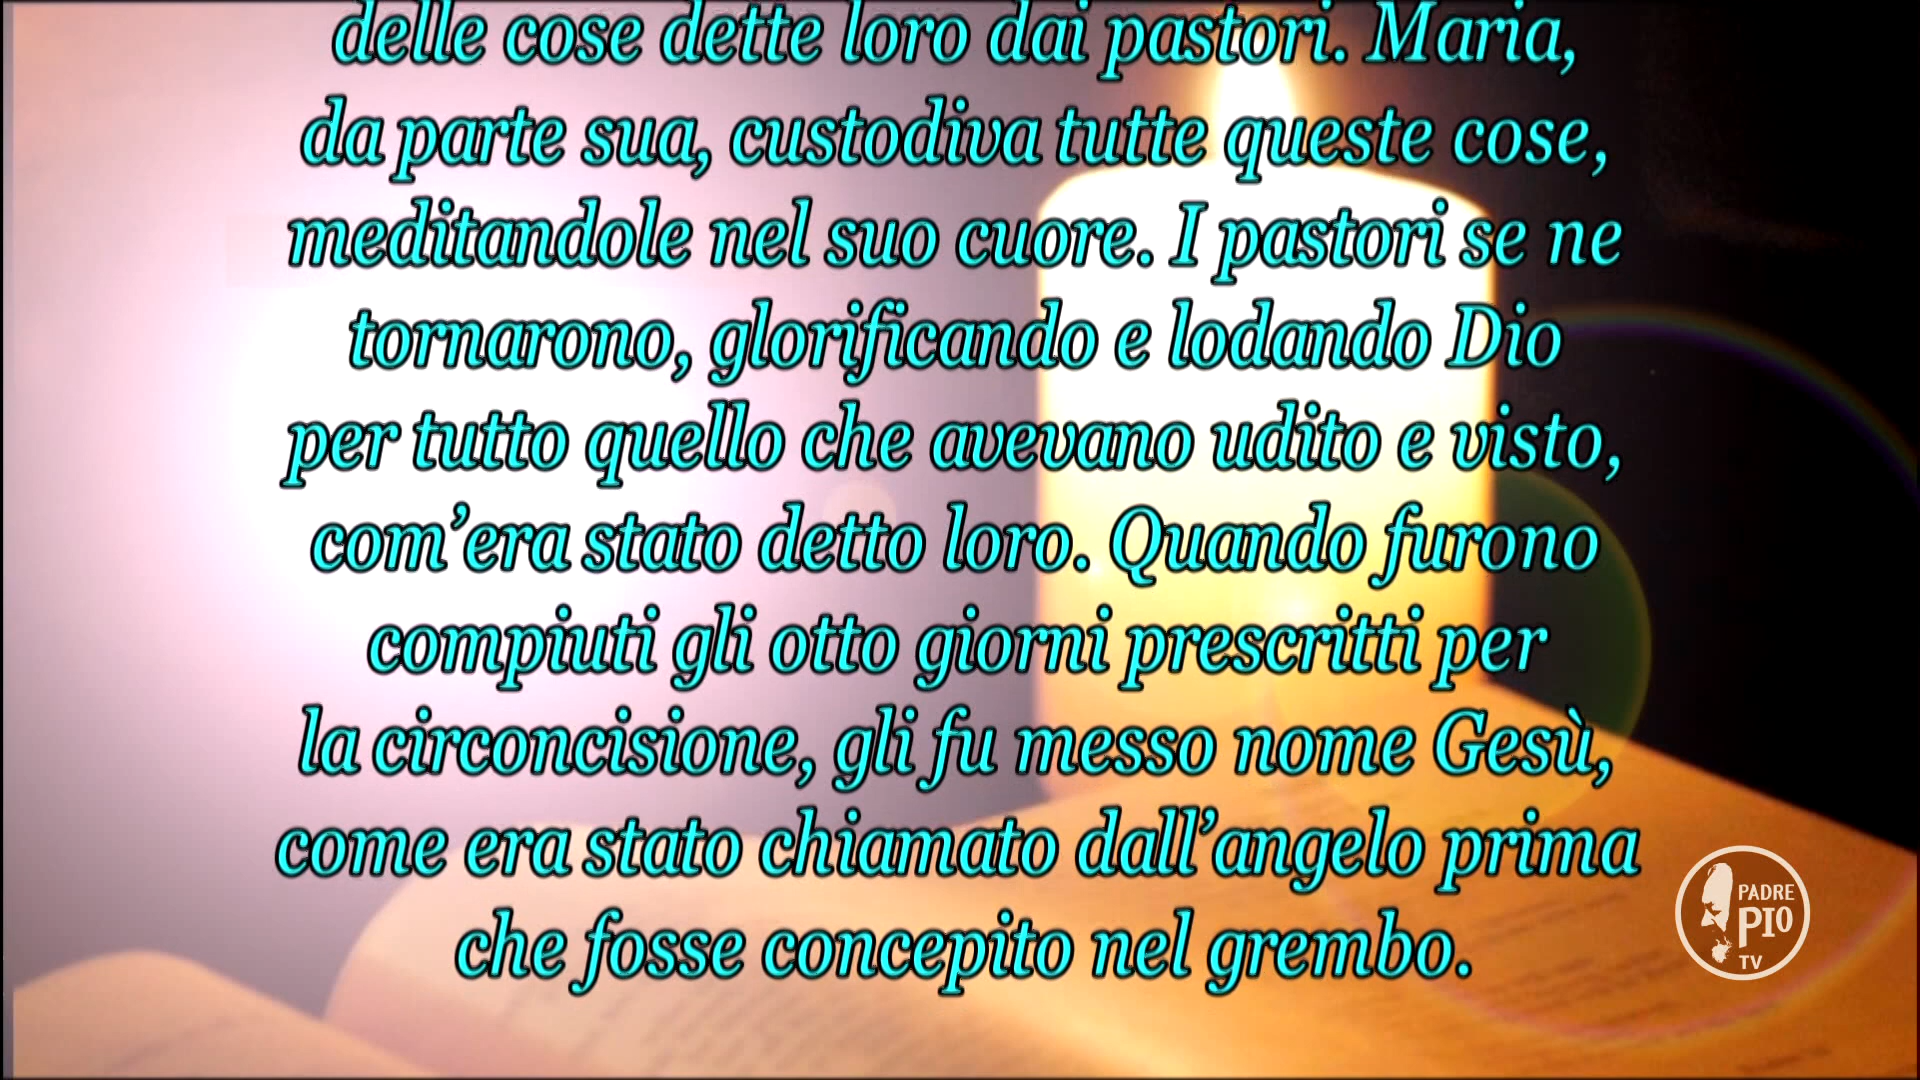 delle cose dette loro dai pastori. Maria,
da parte sua, custodiva tutte queste cose,
meditandole nel suo cuore. I pastori se ne
tornarono, glorificando e lodando Dio
per tutto quello che avevano udito e visto,
com’era stato detto loro. Quando furono
compiuti gli otto giorni prescritti per
la circoncisione, gli fu messo nome Gesù,
come era stato chiamato dall’angelo prima
che fosse concepito nel grembo.
PADRE
PIO
TV